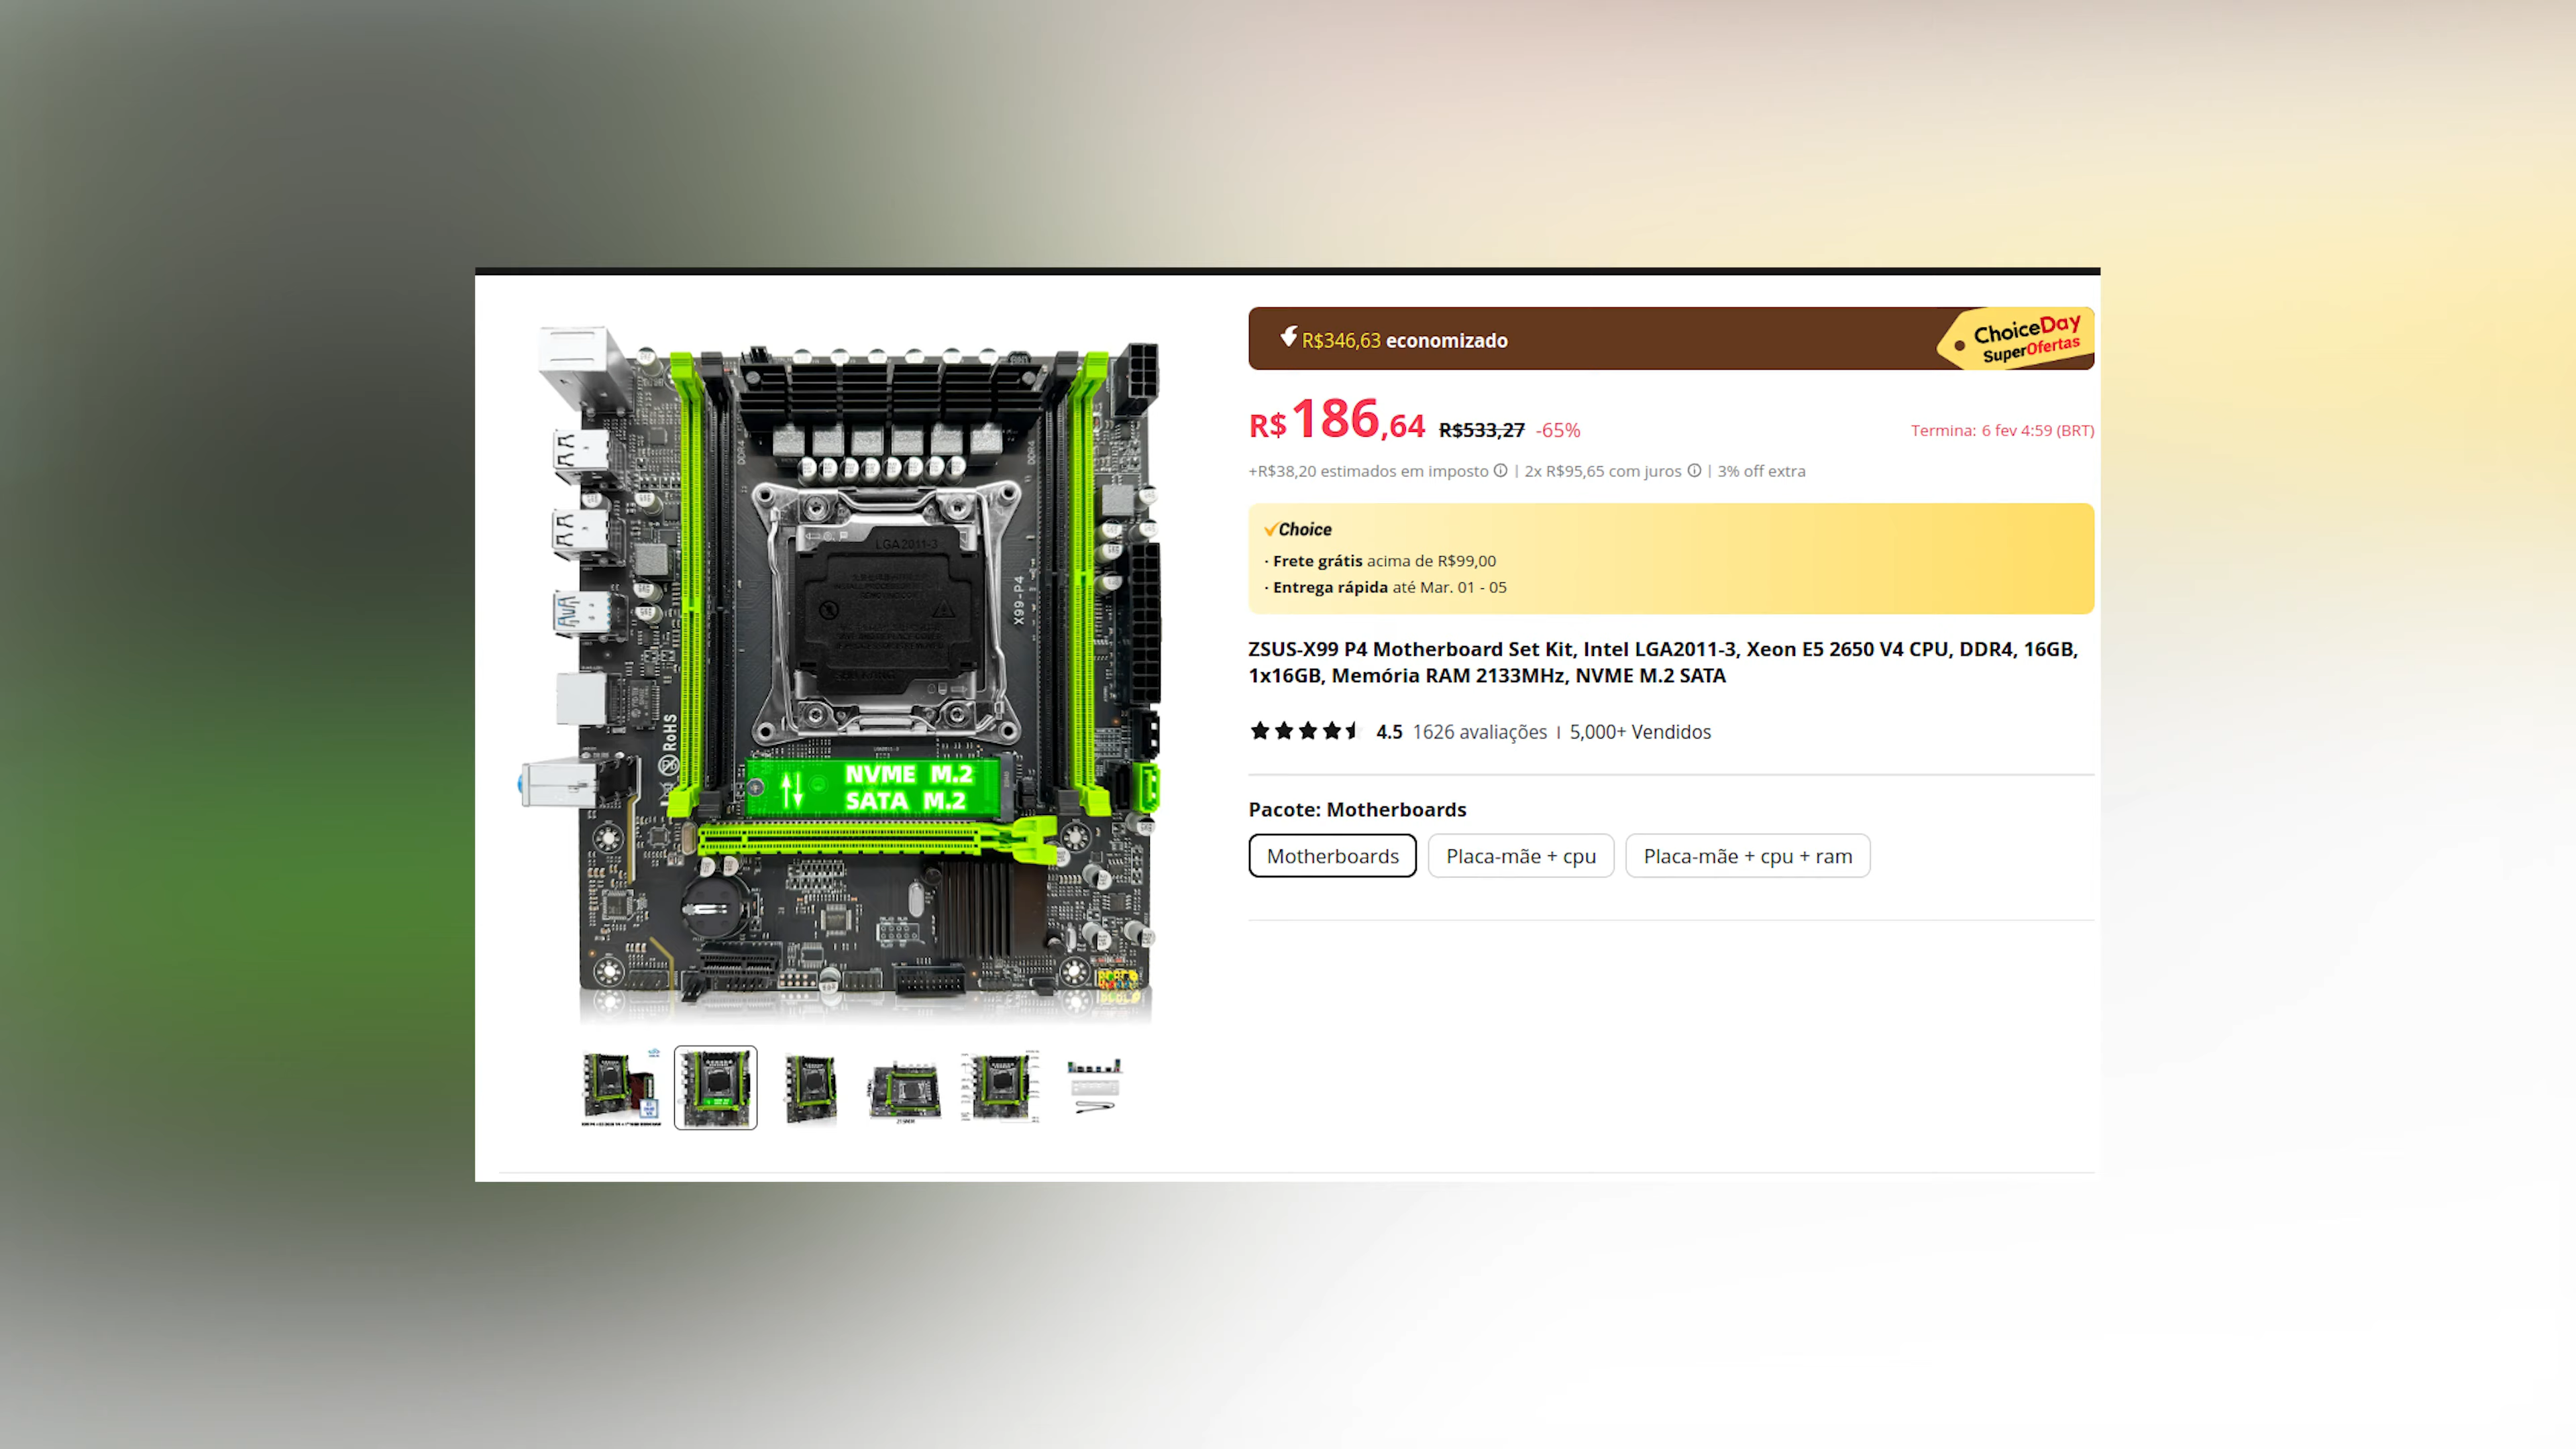 R$346,63 economizado
ChoiceDay
SuperOfertas
R$186,64 R$533,27 -65%
Termina: 6 fev 4:59 (BRT)
+R$38,20 estimados em imposto | 2x R$95,65 com juros | 3% off extra
Choice
· Frete grátis acima de R$99,00
· Entrega rápida até Mar. 01 - 05
ZSUS-X99 P4 Motherboard Set Kit, Intel LGA2011-3, Xeon E5 2650 V4 CPU, DDR4, 16GB,
1x16GB, Memória RAM 2133MHz, NVME M.2 SATA
4.5 1626 avaliações | 5,000+ Vendidos
Pacote: Motherboards
Motherboards
Placa-mãe + cpu
Placa-mãe + cpu + ram
DDR4
DDR4
LGA2011-3
X99-P4
RoHS
NVME M.2
SATA M.2